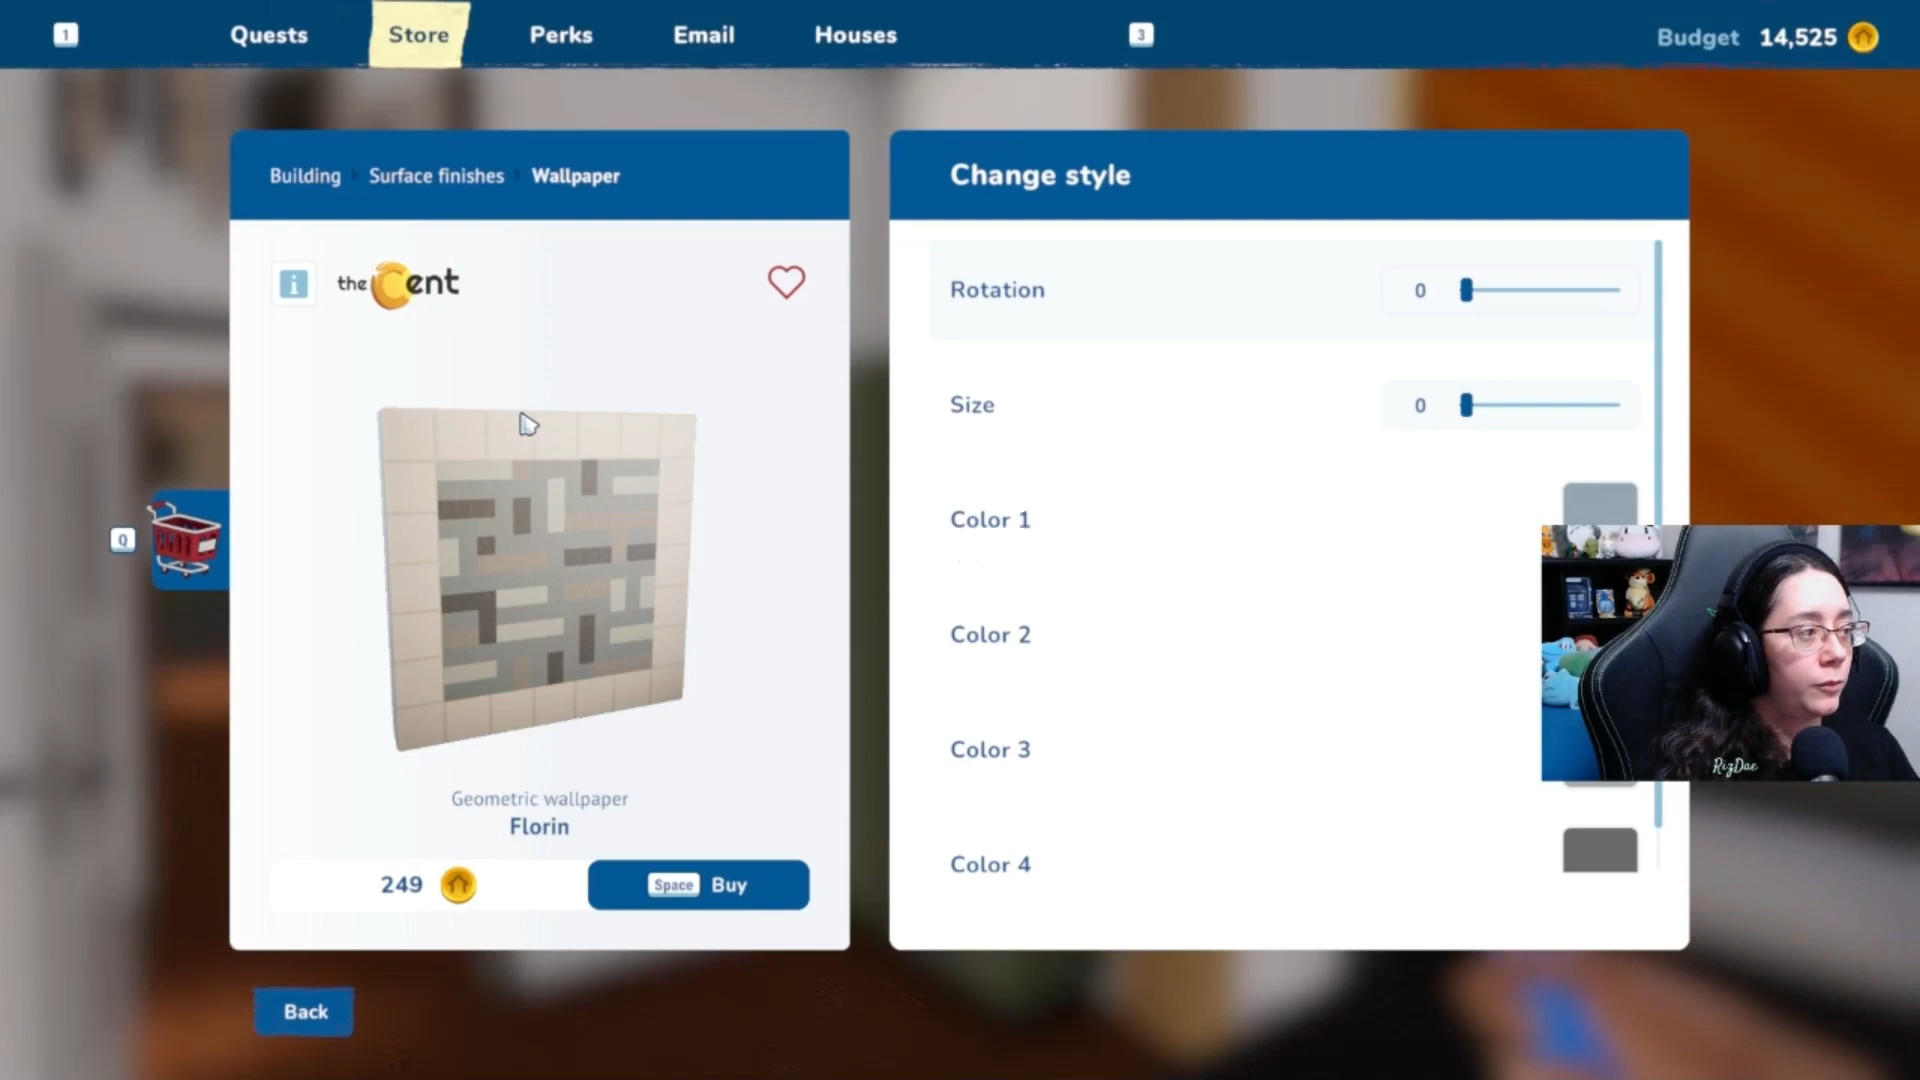 1
Quests
Store
Perks
Email
Houses
3
Budget 14,525
Building Surface finishes Wallpaper
i
the Cent
Geometric wallpaper
Florin
249
Space Buy
Q
Back
Change style
Rotation 0
Size 0
Color 1
Color 2
Color 3
Color 4
RizDae